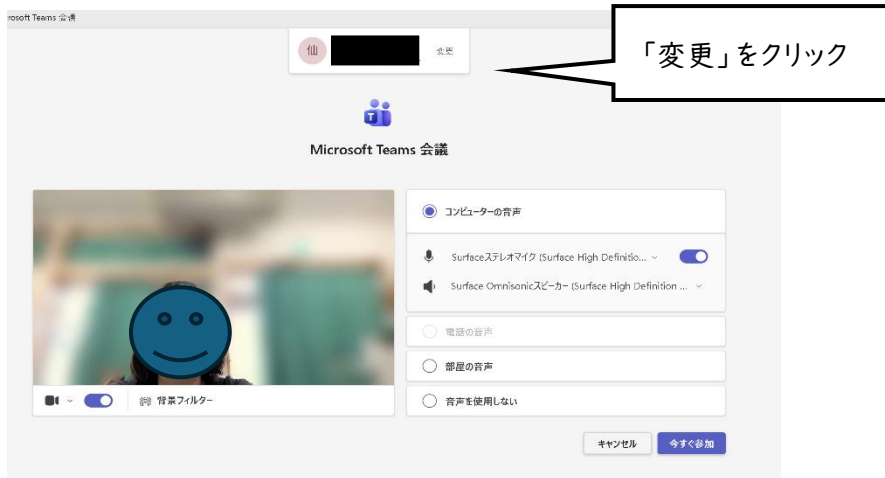 rosoft Teams 会議
「変更」をクリック
仙
変更
Microsoft Teams 会議
コンピューターの音声
Surfaceステレオマイク (Surface High Definitio...
Surface Omnisonicスピーカー (Surface High Definition ...
電話の音声
部屋の音声
音声を使用しない
背景フィルター
キャンセル
今すぐ参加